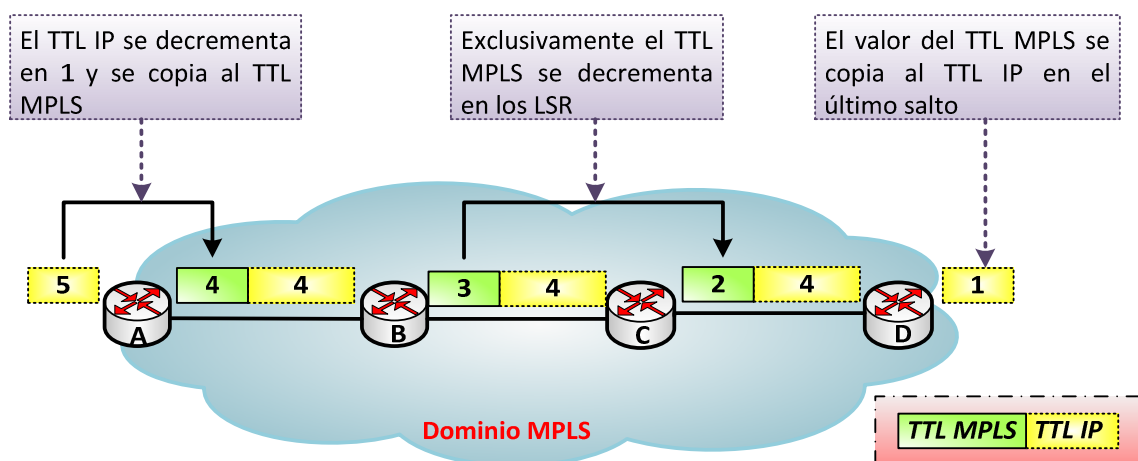 El TTL IP se decrementa
en 1 y se copia al TTL
MPLS
Exclusivamente el TTL
MPLS se decrementa
en los LSR
El valor del TTL MPLS se
copia al TTL IP en el
último salto
5
4 4
3 4
2 4
1
A
B
C
D
Dominio MPLS
TTL MPLS TTL IP